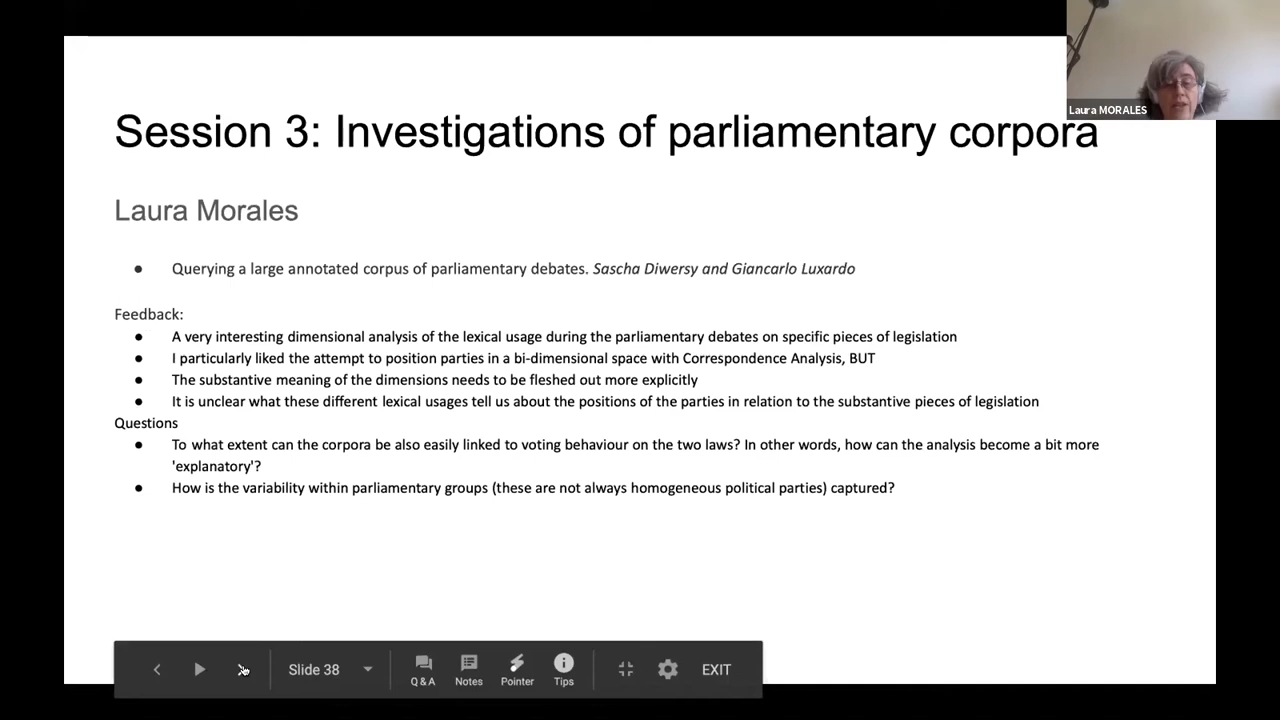 Laura MORALES
Session 3: Investigations of parliamentary corpora
Laura Morales
● Querying a large annotated corpus of parliamentary debates. Sascha Diwersy and Giancarlo Luxardo
Feedback:
● A very interesting dimensional analysis of the lexical usage during the parliamentary debates on specific pieces of legislation
● I particularly liked the attempt to position parties in a bi-dimensional space with Correspondence Analysis, BUT
● The substantive meaning of the dimensions needs to be fleshed out more explicitly
● It is unclear what these different lexical usages tell us about the positions of the parties in relation to the substantive pieces of legislation
Questions
● To what extent can the corpora be also easily linked to voting behaviour on the two laws? In other words, how can the analysis become a bit more
'explanatory'?
● How is the variability within parliamentary groups (these are not always homogeneous political parties) captured?
Slide 38
Q & A
Notes
Pointer
Tips
EXIT